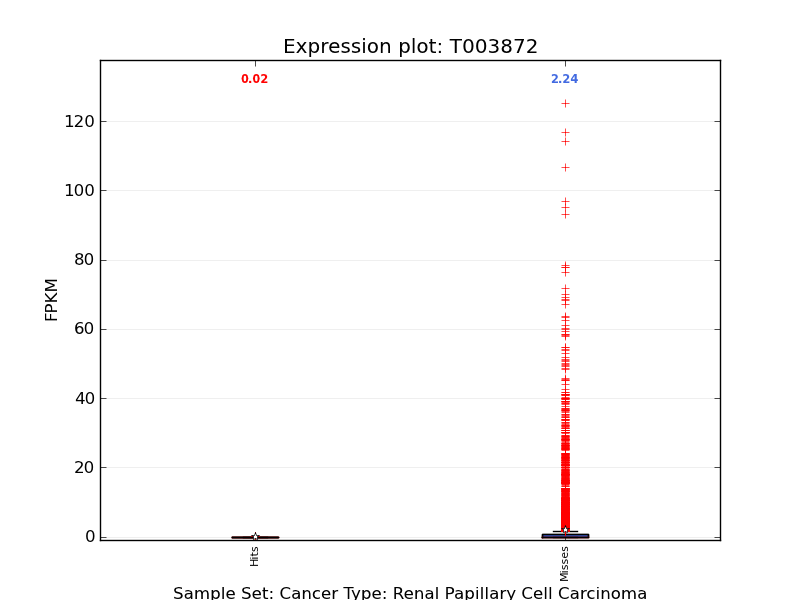 Expression plot: T003872
0.02
2.24
120
100
80
60
40
20
0
FPKM
Hits
Misses
Sample Set: Cancer Type: Renal Papillary Cell Carcinoma